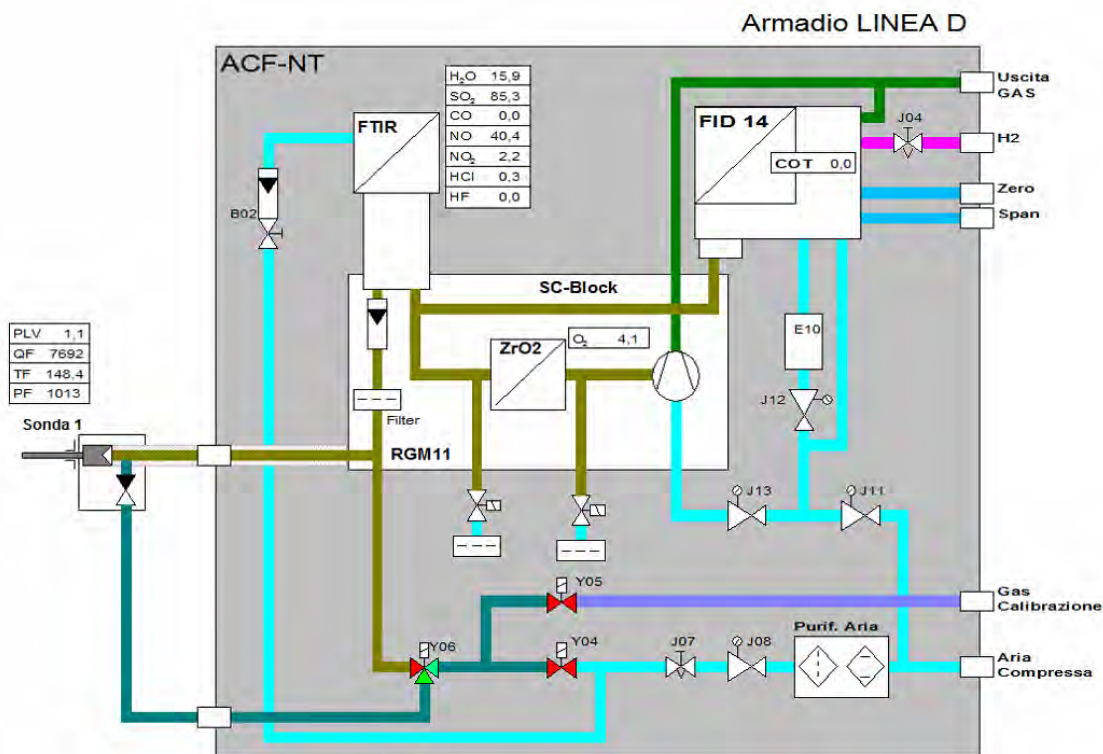 Armadio LINEA D
ACF-NT
Uscita
GAS
H2
Zero
Span
H₂O 15,9
SO₂ 85,3
CO 0,0
NO 40,4
NO₂ 2,2
HCl 0,3
HF 0,0
FTIR
FID 14
COT 0,0
J04
B02
SC-Block
ZrO2
O₂ 4,1
E10
J12
PLV 1,1
QF 7692
TF 148,4
PF 1013
Sonda 1
Filter
RGM11
J13
J11
Y05
Gas
Calibrazione
Purif. Aria
Y06
Y04
J07
J08
Aria
Compressa